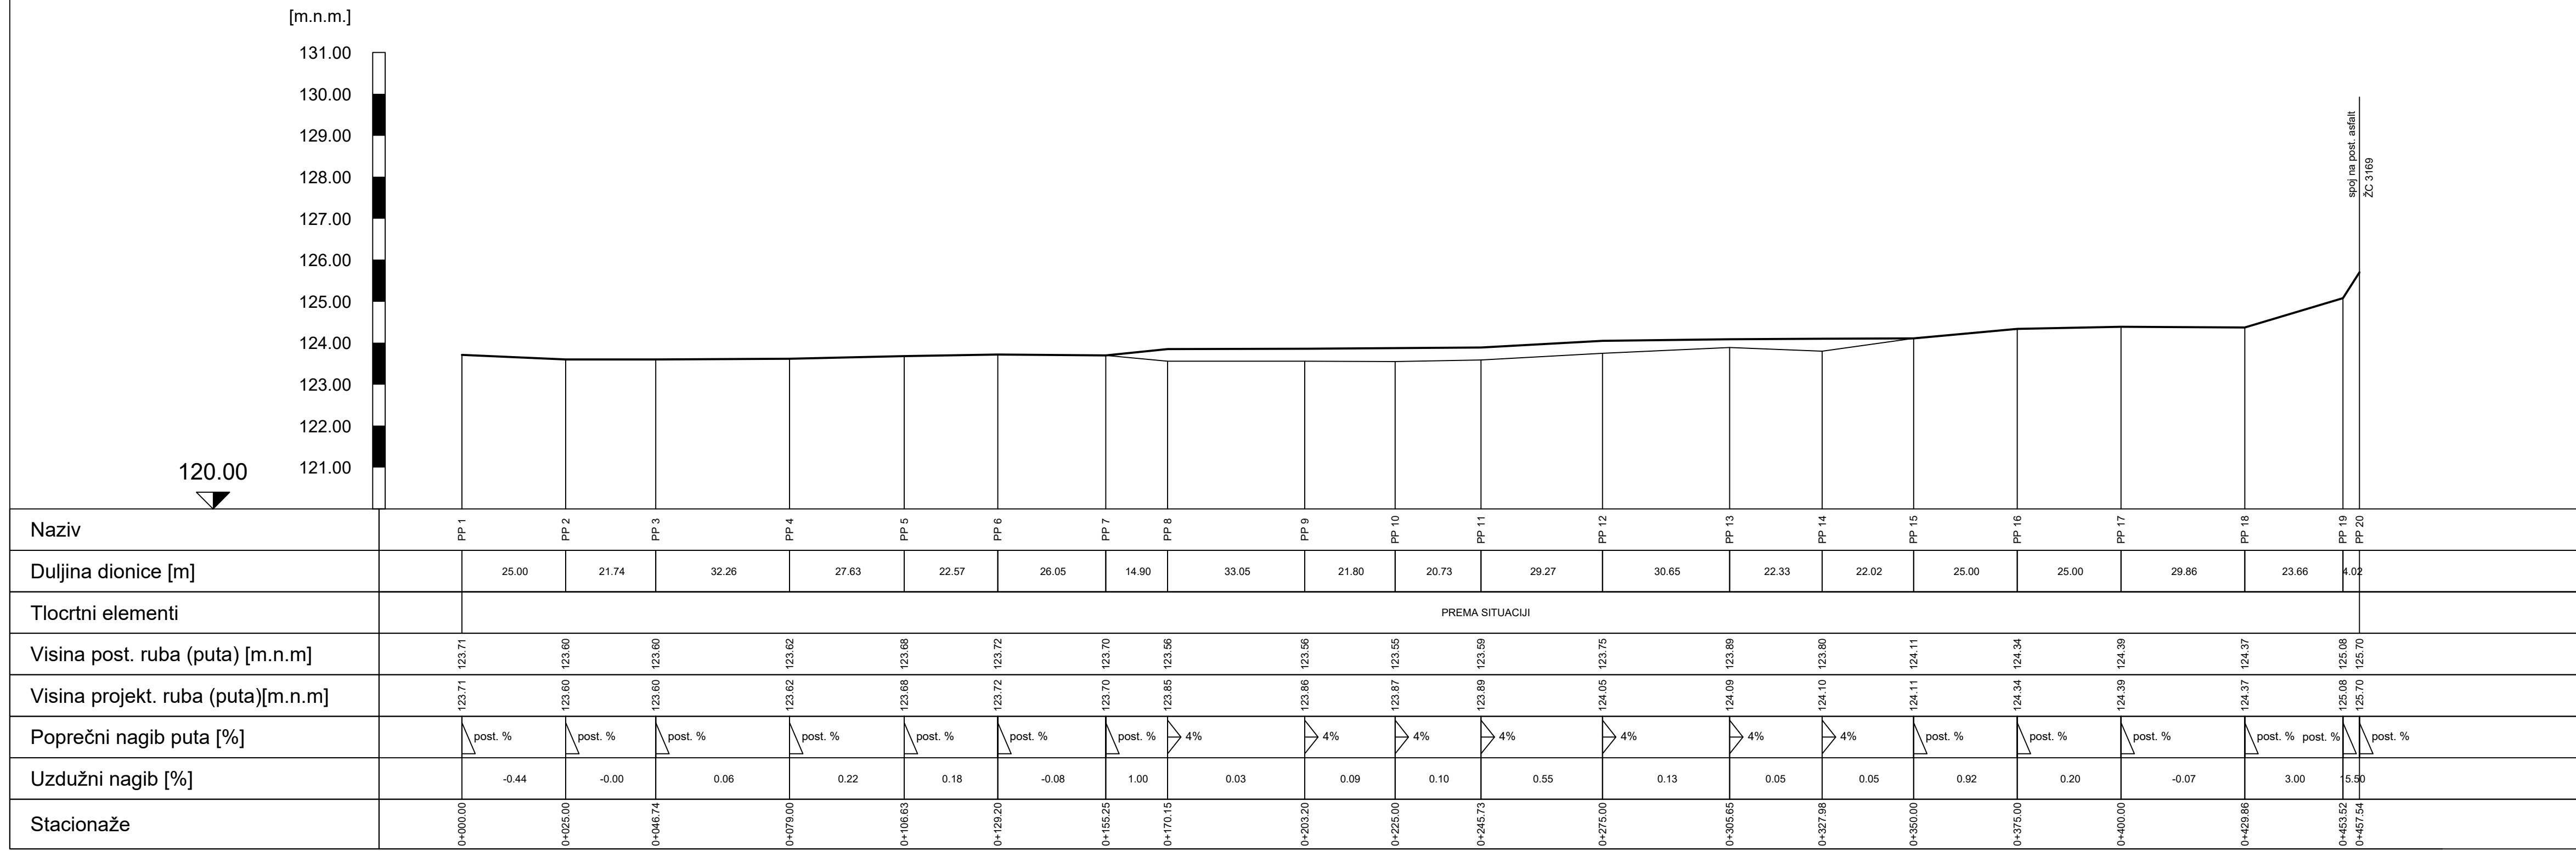 [m.n.m.]
131.00
130.00
129.00
128.00
127.00
126.00
125.00
124.00
123.00
122.00
121.00
120.00
spoj na post. asfalt
ŽC 3169
Naziv PP 1 PP 2 PP 3 PP 4 PP 5 PP 6 PP 7 PP 8 PP 9 PP 10 PP 11 PP 12 PP 13 PP 14 PP 15 PP 16 PP 17 PP 18 PP 19 PP 20
Duljina dionice [m] 25.00 21.74 32.26 27.63 22.57 26.05 14.90 33.05 21.80 20.73 29.27 30.65 22.33 22.02 25.00 25.00 29.86 23.66 4.02
Tlocrtni elementi PREMA SITUACIJI
Visina post. ruba (puta) [m.n.m] 123.71 123.60 123.60 123.62 123.68 123.72 123.70 123.56 123.56 123.55 123.59 123.75 123.89 123.80 124.11 124.34 124.39 124.37 125.08 125.70
Visina projekt. ruba (puta)[m.n.m] 123.71 123.60 123.60 123.62 123.68 123.72 123.70 123.85 123.86 123.87 123.89 124.05 124.09 124.10 124.11 124.34 124.39 124.37 125.08 125.70
Poprečni nagib puta [%] post. % post. % post. % post. % post. % post. % post. % 4% 4% 4% 4% 4% 4% 4% post. % post. % post. % post. % post. % post. %
Uzdužni nagib [%] -0.44 -0.00 0.06 0.22 0.18 -0.08 1.00 0.03 0.09 0.10 0.55 0.13 0.05 0.05 0.92 0.20 -0.07 3.00 15.50
Stacionaže 0+000.00 0+025.00 0+046.74 0+079.00 0+106.63 0+129.20 0+155.25 0+170.15 0+203.20 0+225.00 0+245.73 0+275.00 0+305.65 0+327.98 0+350.00 0+375.00 0+400.00 0+429.86 0+453.52 0+457.54